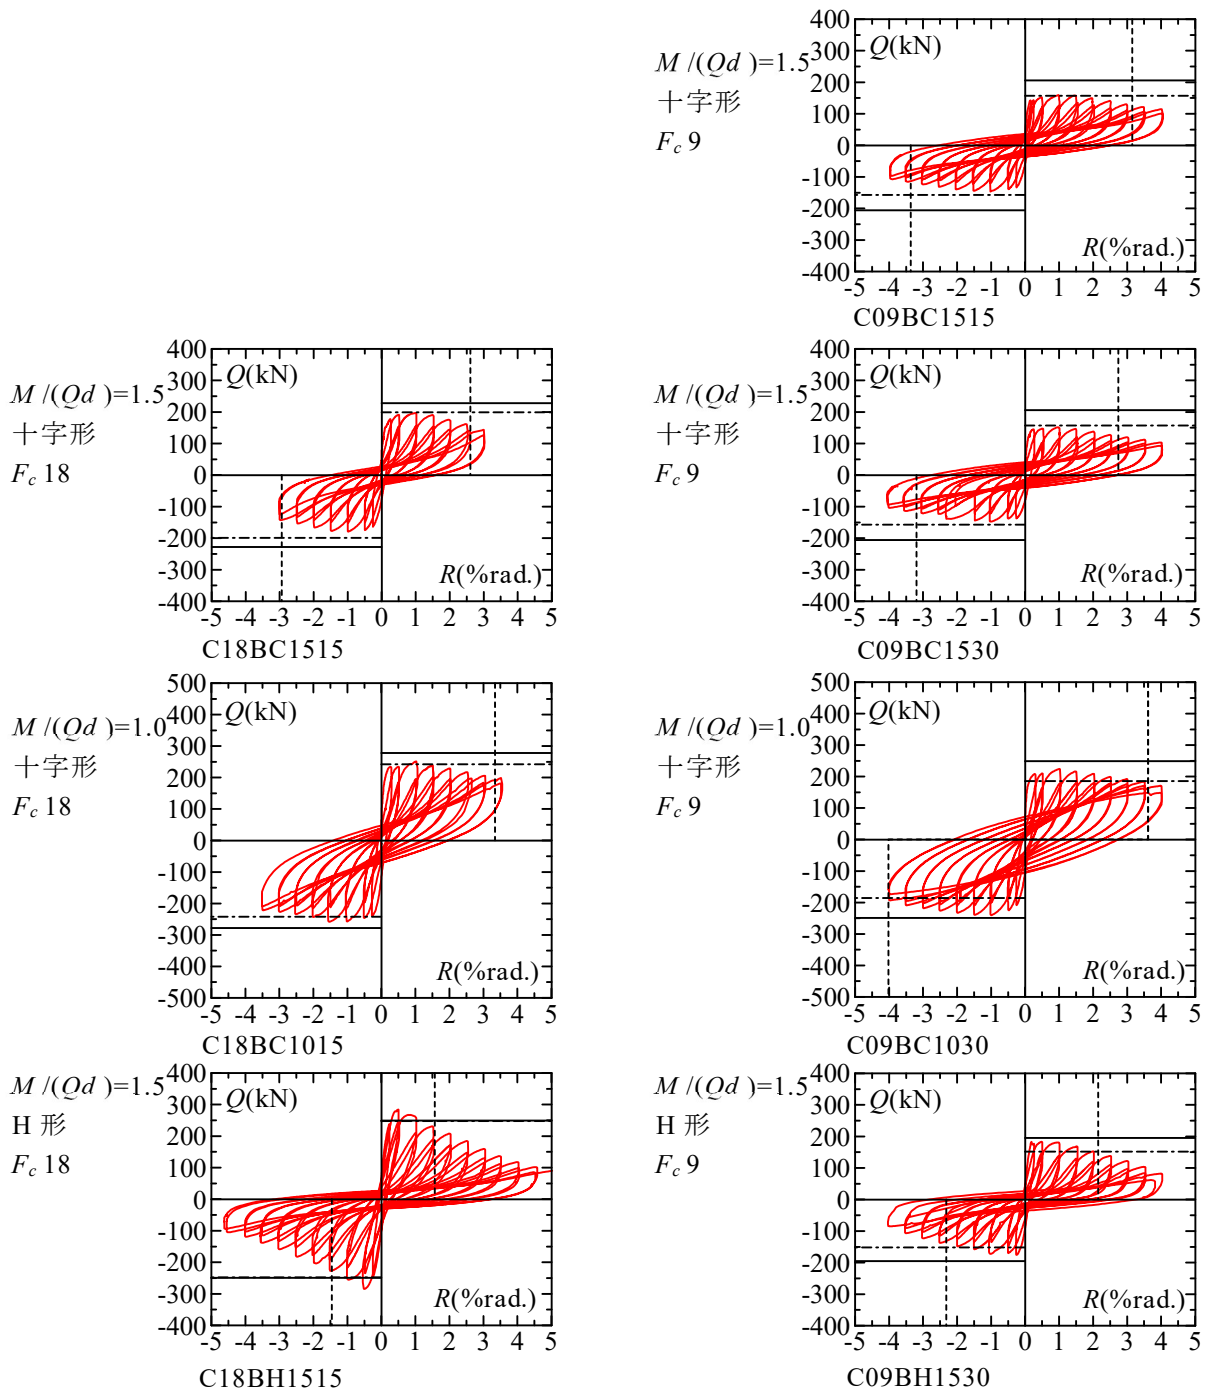 M/(Qd)=1.5
十字形
Fc 9
400
300
200
100
0
-100
-200
-300
-400
Q(kN)
R(%rad.)
-5 -4 -3 -2 -1 0 1 2 3 4 5
C09BC1515
M/(Qd)=1.5
十字形
Fc 18
400
300
200
100
0
-100
-200
-300
-400
Q(kN)
R(%rad.)
-5 -4 -3 -2 -1 0 1 2 3 4 5
C18BC1515
M/(Qd)=1.5
十字形
Fc 9
400
300
200
100
0
-100
-200
-300
-400
Q(kN)
R(%rad.)
-5 -4 -3 -2 -1 0 1 2 3 4 5
C09BC1530
M/(Qd)=1.0
十字形
Fc 18
500
400
300
200
100
0
-100
-200
-300
-400
-500
Q(kN)
R(%rad.)
-5 -4 -3 -2 -1 0 1 2 3 4 5
C18BC1015
M/(Qd)=1.0
十字形
Fc 9
500
400
300
200
100
0
-100
-200
-300
-400
-500
Q(kN)
R(%rad.)
-5 -4 -3 -2 -1 0 1 2 3 4 5
C09BC1030
M/(Qd)=1.5
H 形
Fc 18
400
300
200
100
0
-100
-200
-300
-400
Q(kN)
R(%rad.)
-5 -4 -3 -2 -1 0 1 2 3 4 5
C18BH1515
M/(Qd)=1.5
H 形
Fc 9
400
300
200
100
0
-100
-200
-300
-400
Q(kN)
R(%rad.)
-5 -4 -3 -2 -1 0 1 2 3 4 5
C09BH1530